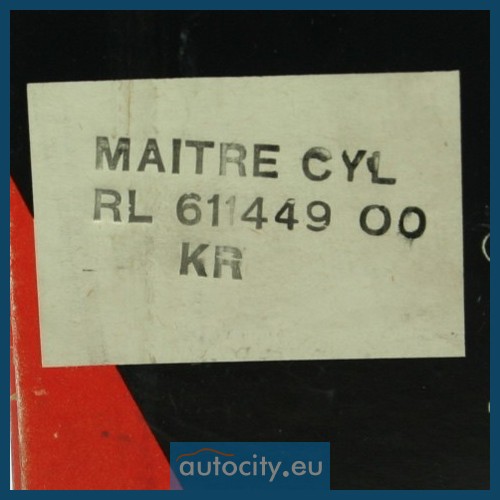 MAITRE CYL
RL 611449 00
KR
autocity.eu